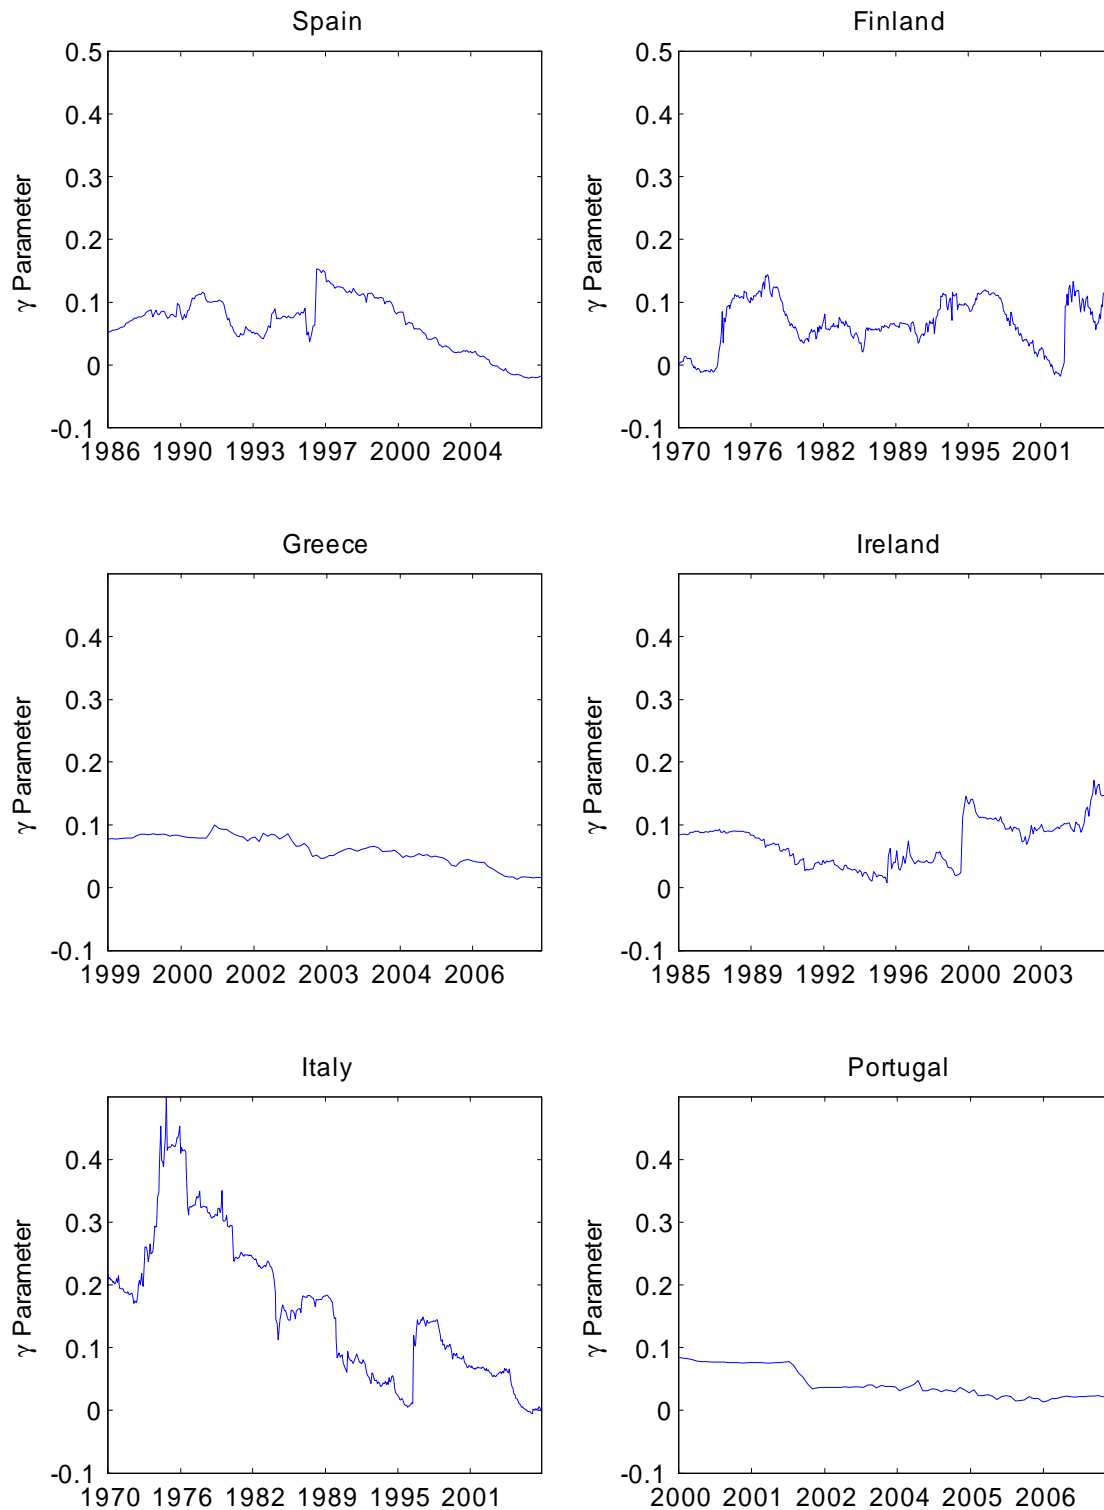 Spain
0.5
0.4
0.3
0.2
0.1
0
-0.1
γ Parameter
1986 1990 1993 1997 2000 2004
Finland
0.5
0.4
0.3
0.2
0.1
0
-0.1
γ Parameter
1970 1976 1982 1989 1995 2001
Greece
0.4
0.3
0.2
0.1
0
-0.1
γ Parameter
1999 2000 2002 2003 2004 2006
Ireland
0.4
0.3
0.2
0.1
0
-0.1
γ Parameter
1985 1989 1992 1996 2000 2003
Italy
0.4
0.3
0.2
0.1
0
-0.1
γ Parameter
1970 1976 1982 1989 1995 2001
Portugal
0.4
0.3
0.2
0.1
0
-0.1
γ Parameter
2000 2001 2002 2004 2005 2006